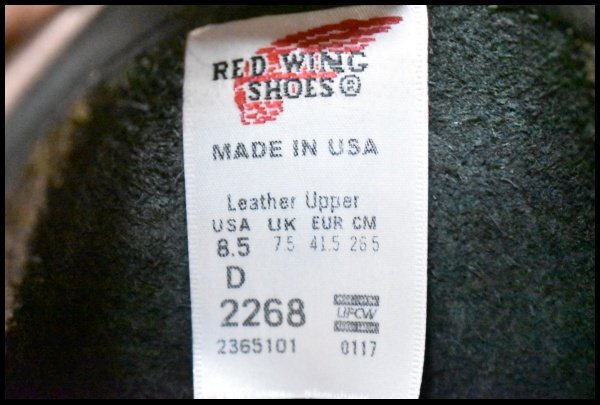 RED WING
SHOES®
MADE IN USA
Leather Upper
USA UK EUR CM
8.5 7.5 41.5 26.5
D
2268 UFCW
2365101 0117